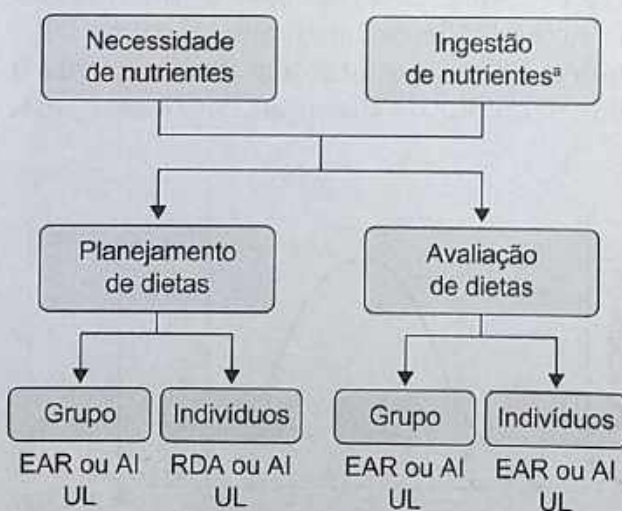 Necessidade
de nutrientes
Ingestão
de nutrientesª
Planejamento
de dietas
Avaliação
de dietas
Grupo
Indivíduos
Grupo
Indivíduos
EAR ou AI
UL
RDA ou AI
UL
EAR ou AI
UL
EAR ou AI
UL